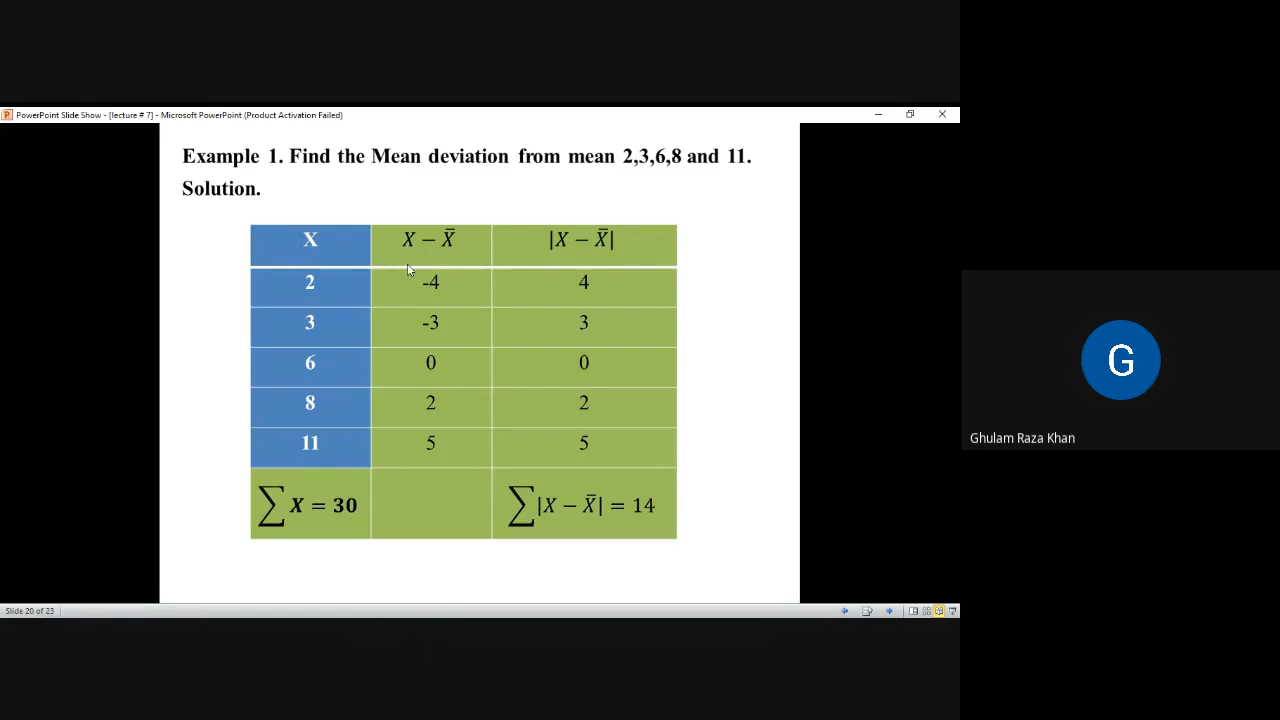 PowerPoint Slide Show - [lecture # 7] - Microsoft PowerPoint (Product Activation Failed)
Example 1. Find the Mean deviation from mean 2,3,6,8 and 11.
Solution.
X X − X̄ |X − X̄|
2 -4 4
3 -3 3
6 0 0
8 2 2
11 5 5
∑ X = 30 ∑|X − X̄| = 14
G
Ghulam Raza Khan
Slide 20 of 23